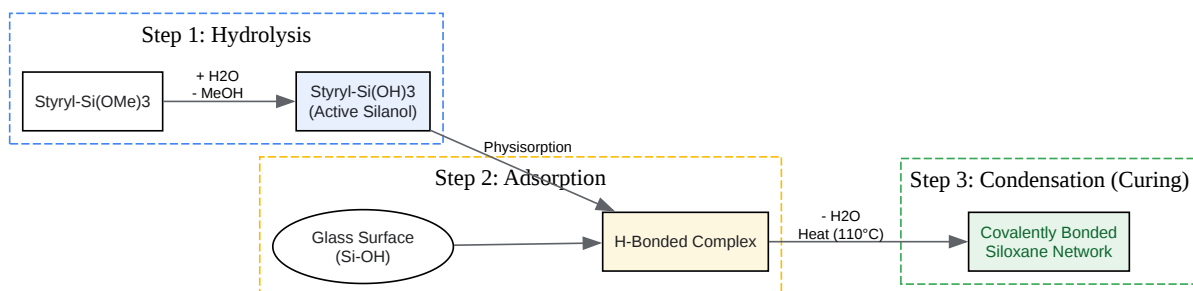 Step 1: Hydrolysis
Styryl-Si(OMe)3
+ H2O
- MeOH
Styryl-Si(OH)3
(Active Silanol)
Physisorption
Step 2: Adsorption
Glass Surface
(Si-OH)
H-Bonded Complex
- H2O
Heat (110°C)
Step 3: Condensation (Curing)
Covalently Bonded
Siloxane Network